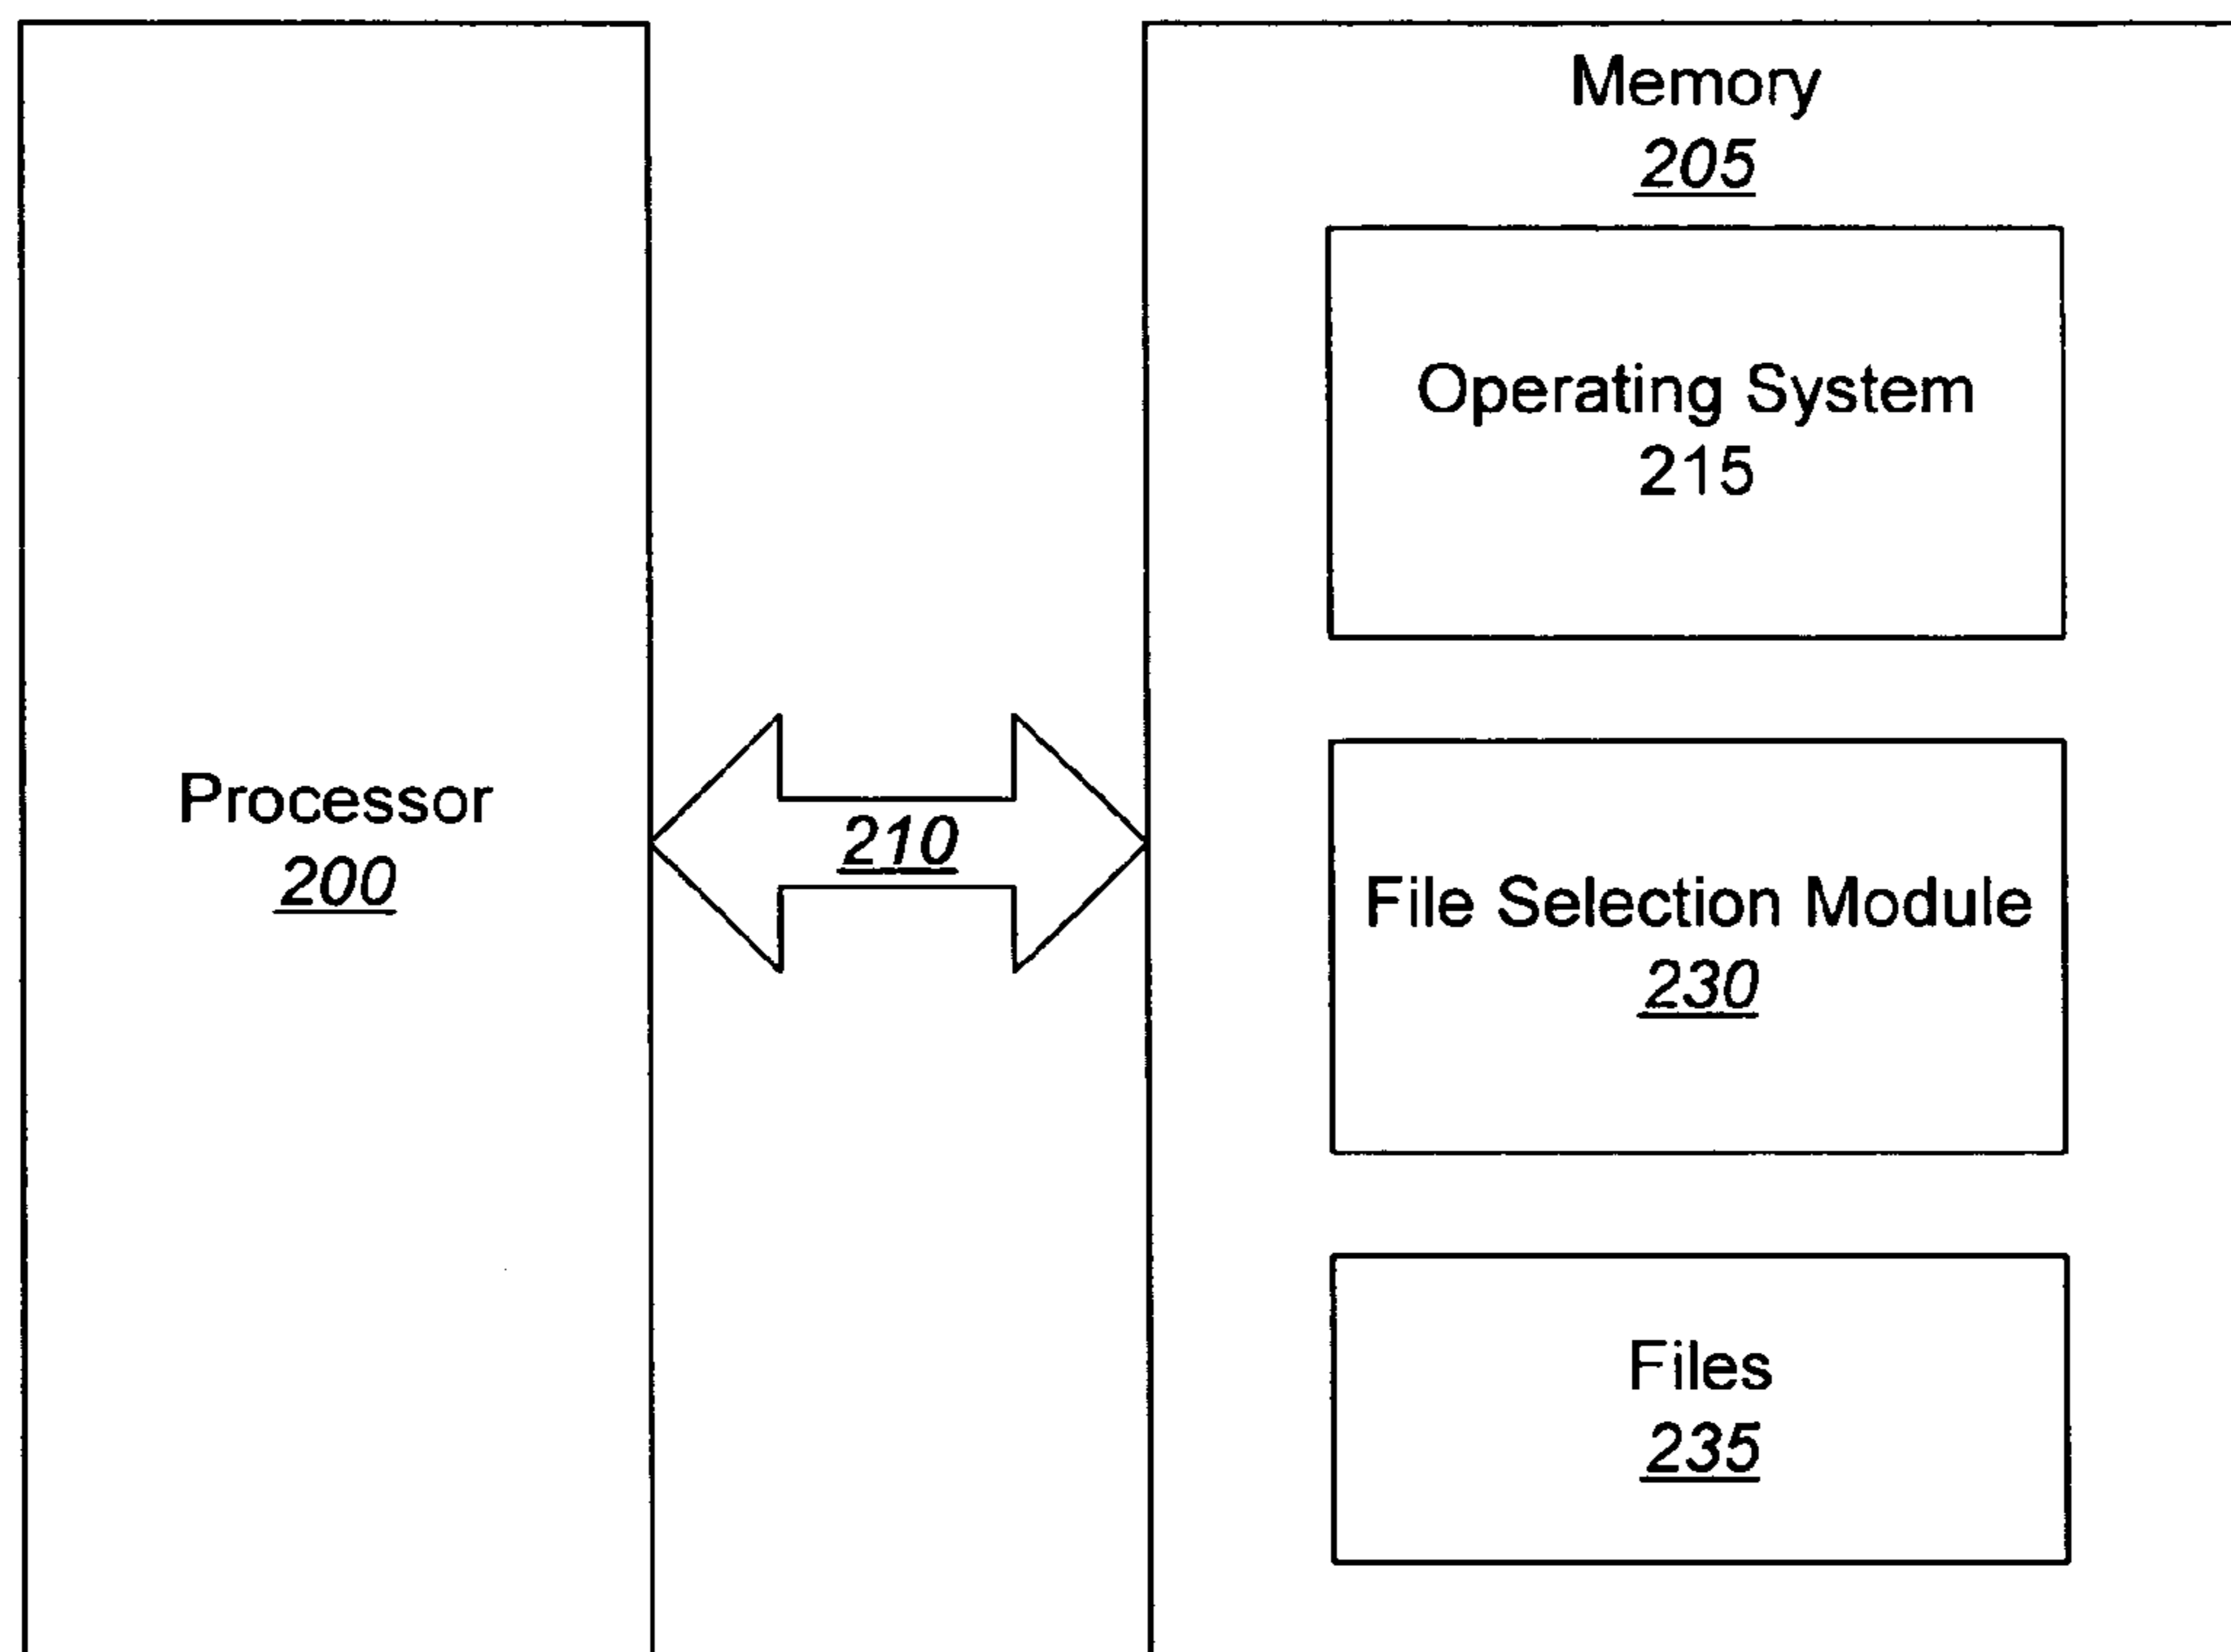 Processor
200
210
Memory
205
Operating System
215
File Selection Module
230
Files
235